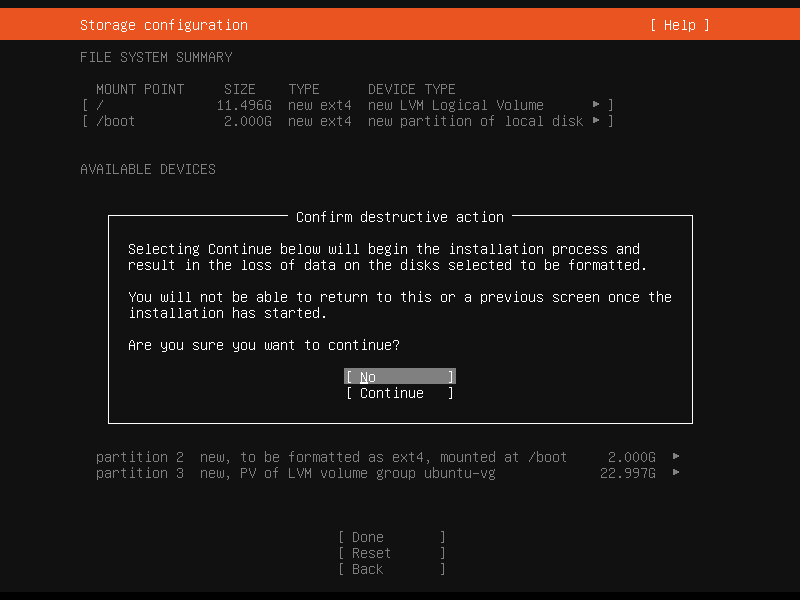 Storage configuration [ Help ]
FILE SYSTEM SUMMARY
MOUNT POINT SIZE TYPE DEVICE TYPE
[ / 11.496G new ext4 new LVM Logical Volume ▸ ]
[ /boot 2.000G new ext4 new partition of local disk ▸ ]
AVAILABLE DEVICES
Confirm destructive action
Selecting Continue below will begin the installation process and
result in the loss of data on the disks selected to be formatted.
You will not be able to return to this or a previous screen once the
installation has started.
Are you sure you want to continue?
[ No ]
[ Continue ]
partition 2 new, to be formatted as ext4, mounted at /boot 2.000G ▸
partition 3 new, PV of LVM volume group ubuntu-vg 22.997G ▸
[ Done ]
[ Reset ]
[ Back ]